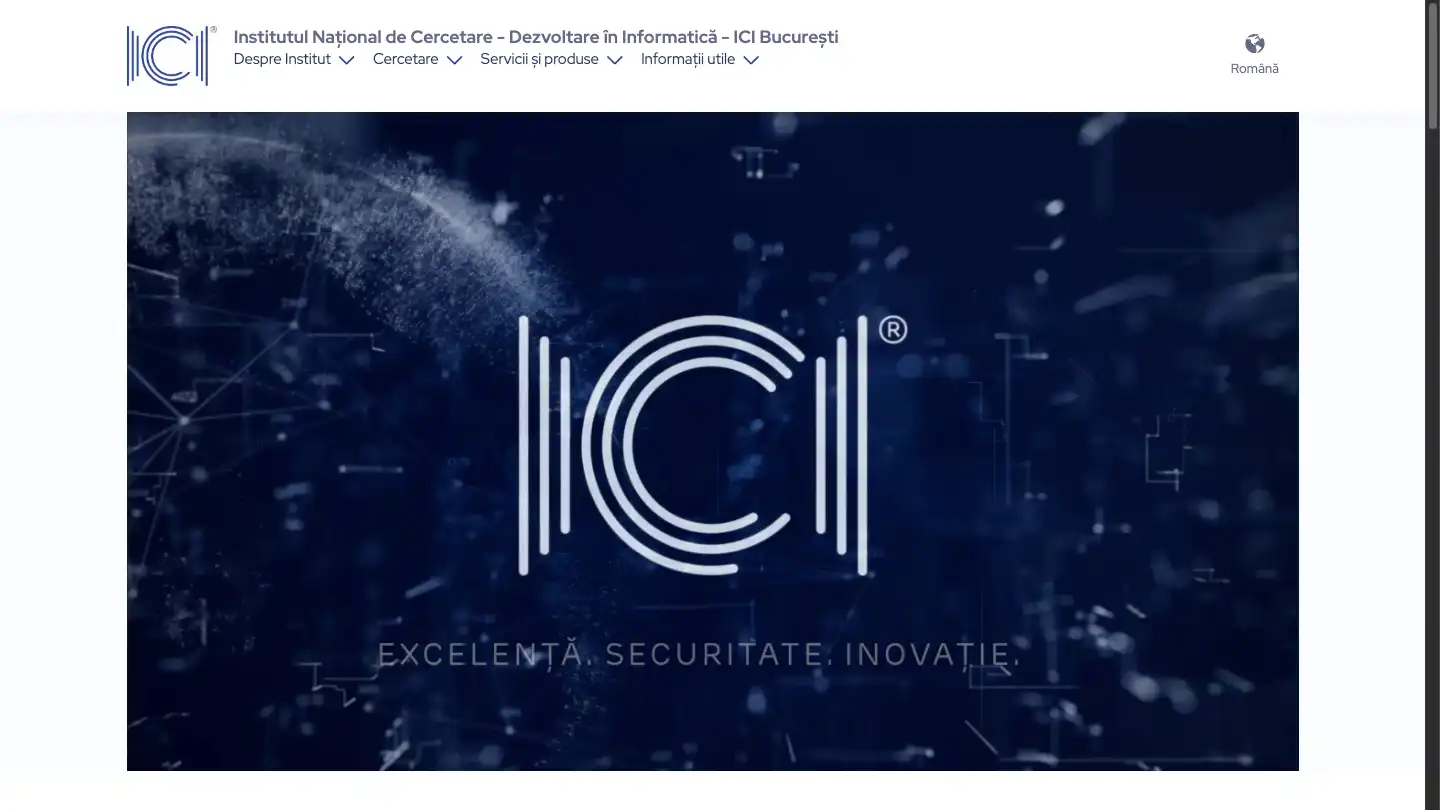 ICI®
Institutul Național de Cercetare - Dezvoltare în Informatică - ICI București
Despre Institut
Cercetare
Servicii și produse
Informații utile
Română
ICI®
EXCELENȚĂ. SECURITATE. INOVAȚIE.